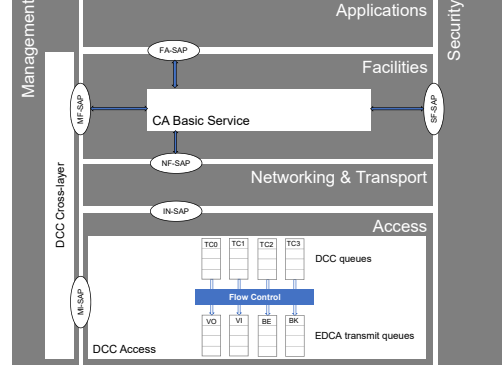 Management
Applications
Security
FA-SAP
Facilities
MF-SAP
CA Basic Service
SF-SAP
NF-SAP
Networking & Transport
DCC Cross-layer
IN-SAP
Access
TC0 TC1 TC2 TC3
DCC queues
MI-SAP
Flow Control
VO VI BE BK
EDCA transmit queues
DCC Access